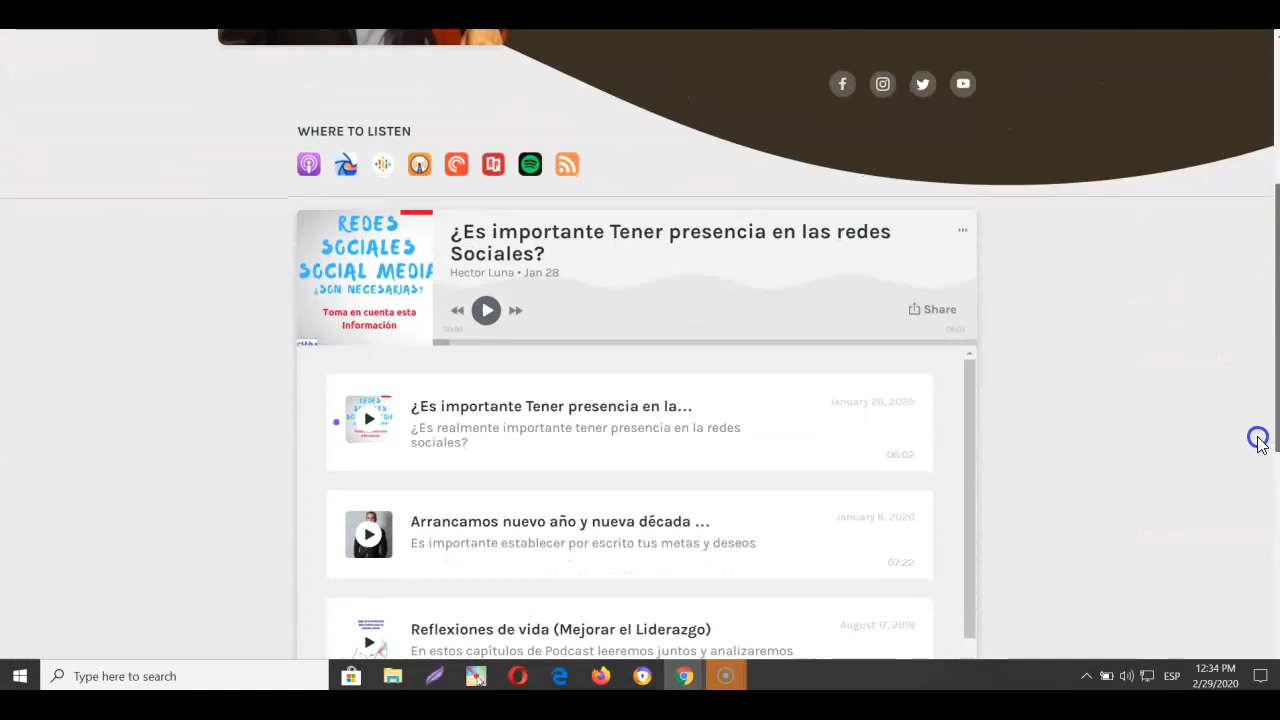 WHERE TO LISTEN
REDES
SOCIALES
SOCIAL MEDIA
¿SON NECESARIAS?
Toma en cuenta esta
Información
¿Es importante Tener presencia en las redes
Sociales?
Hector Luna • Jan 28
Share
00:00
06:01
¿Es importante Tener presencia en la...
January 28, 2020
¿Es realmente importante tener presencia en la redes
sociales?
06:02
Arrancamos nuevo año y nueva década ...
January 6, 2020
Es importante establecer por escrito tus metas y deseos
07:22
Reflexiones de vida (Mejorar el Liderazgo)
August 17, 2019
En estos capítulos de Podcast leeremos juntos y analizaremos
Type here to search
ESP
12:34 PM
2/29/2020